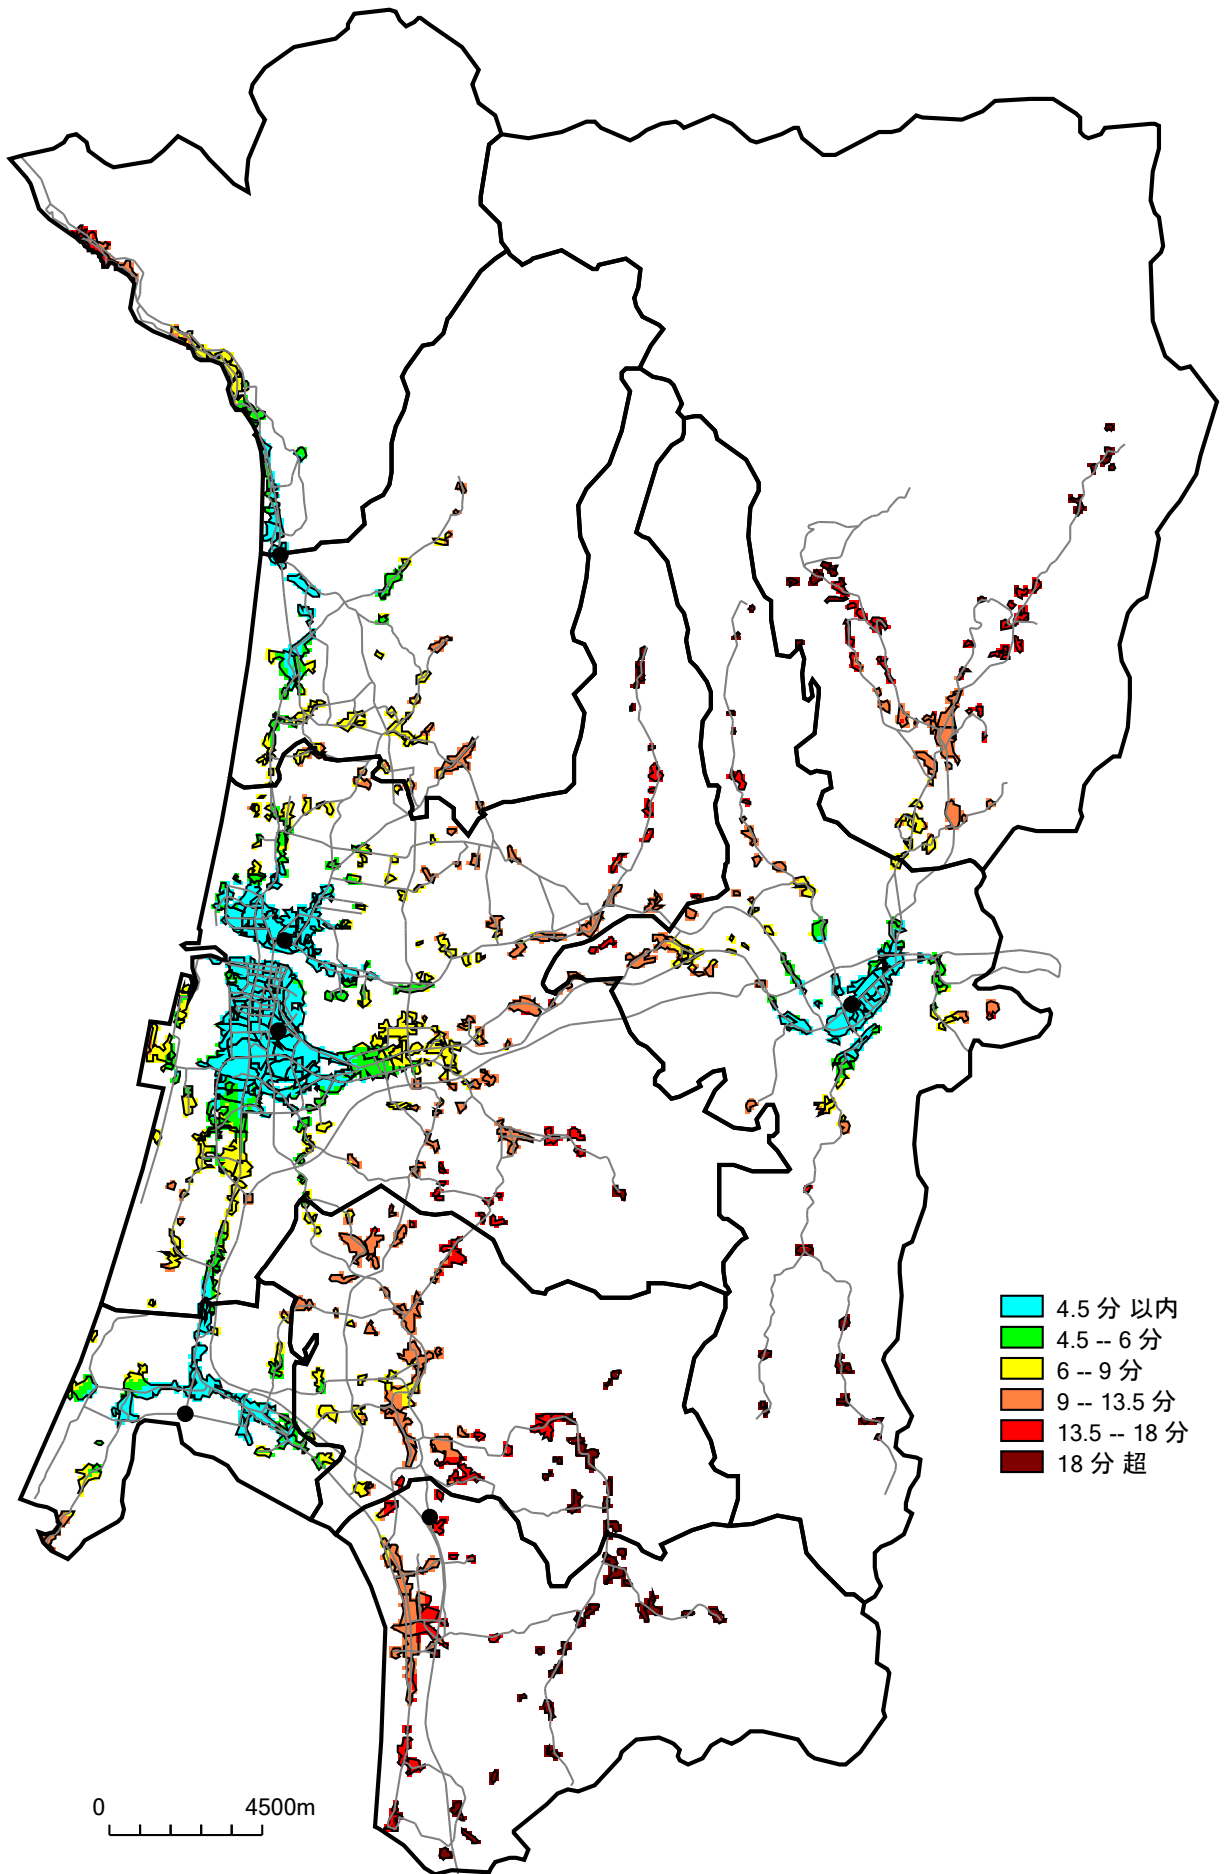 4.5 分 以内
4.5 -- 6 分
6 -- 9 分
9 -- 13.5 分
13.5 -- 18 分
18 分 超
0 4500m